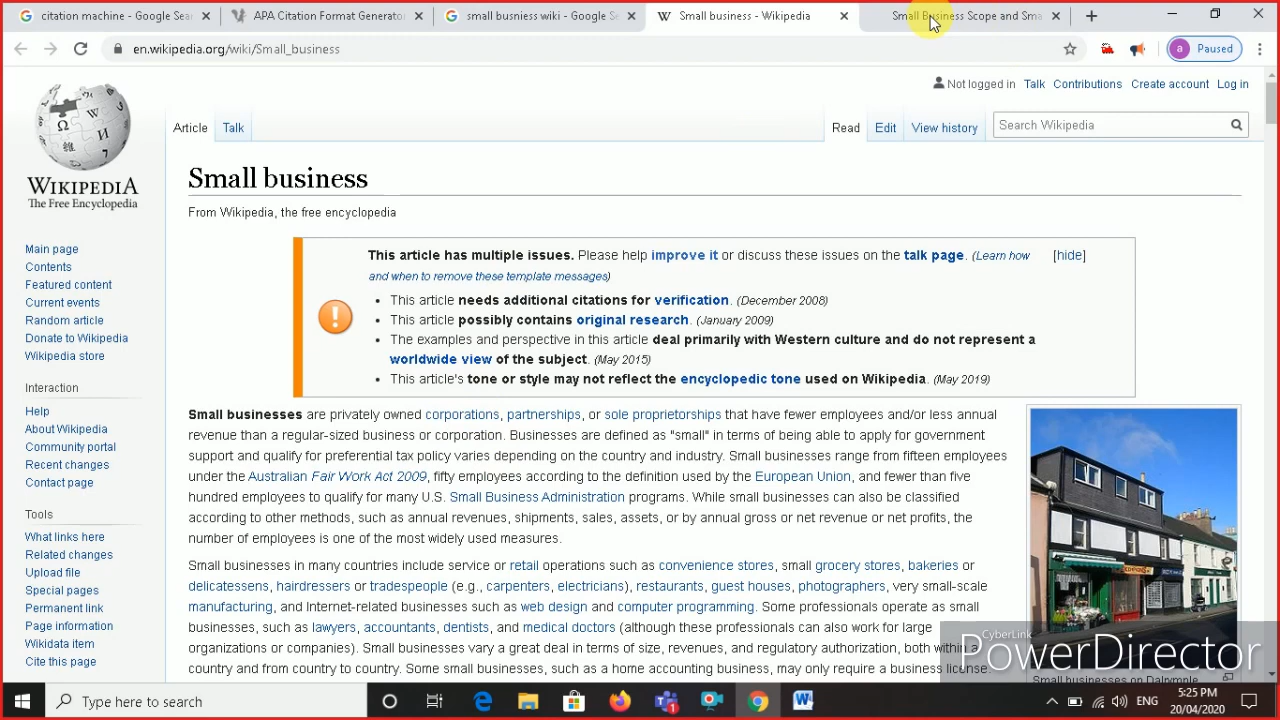 citation machine - Google Sea
APA Citation Format Generator
small busniess wiki - Google Se
Small business - Wikipedia
Small Business Scope and Sma
en.wikipedia.org/wiki/Small_business
a Paused
Not logged in Talk Contributions Create account Log in
Article Talk Read Edit View history Search Wikipedia
WIKIPEDIA
The Free Encyclopedia
Main page
Contents
Featured content
Current events
Random article
Donate to Wikipedia
Wikipedia store
Interaction
Help
About Wikipedia
Community portal
Recent changes
Contact page
Tools
What links here
Related changes
Upload file
Special pages
Permanent link
Page information
Wikidata item
Cite this page
Small business
From Wikipedia, the free encyclopedia
This article has multiple issues. Please help improve it or discuss these issues on the talk page. (Learn how [hide]
and when to remove these template messages)
• This article needs additional citations for verification. (December 2008)
• This article possibly contains original research. (January 2009)
• The examples and perspective in this article deal primarily with Western culture and do not represent a
worldwide view of the subject. (May 2015)
• This article's tone or style may not reflect the encyclopedic tone used on Wikipedia. (May 2019)
Small businesses are privately owned corporations, partnerships, or sole proprietorships that have fewer employees and/or less annual
revenue than a regular-sized business or corporation. Businesses are defined as "small" in terms of being able to apply for government
support and qualify for preferential tax policy varies depending on the country and industry. Small businesses range from fifteen employees
under the Australian Fair Work Act 2009, fifty employees according to the definition used by the European Union, and fewer than five
hundred employees to qualify for many U.S. Small Business Administration programs. While small businesses can also be classified
according to other methods, such as annual revenues, shipments, sales, assets, or by annual gross or net revenue or net profits, the
number of employees is one of the most widely used measures.
Small businesses in many countries include service or retail operations such as convenience stores, small grocery stores, bakeries or
delicatessens, hairdressers or tradespeople (e.g., carpenters, electricians), restaurants, guest houses, photographers, very small-scale
manufacturing, and Internet-related businesses such as web design and computer programming. Some professionals operate as small
businesses, such as lawyers, accountants, dentists, and medical doctors (although these professionals can also work for large
organizations or companies). Small businesses vary a great deal in terms of size, revenues, and regulatory authorization, both within a
country and from country to country. Some small businesses, such as a home accounting business, may only require a business license.
Small businesses on Dalrymple
CyberLink
PowerDirector
Type here to search
1
ENG
5:25 PM
20/04/2020